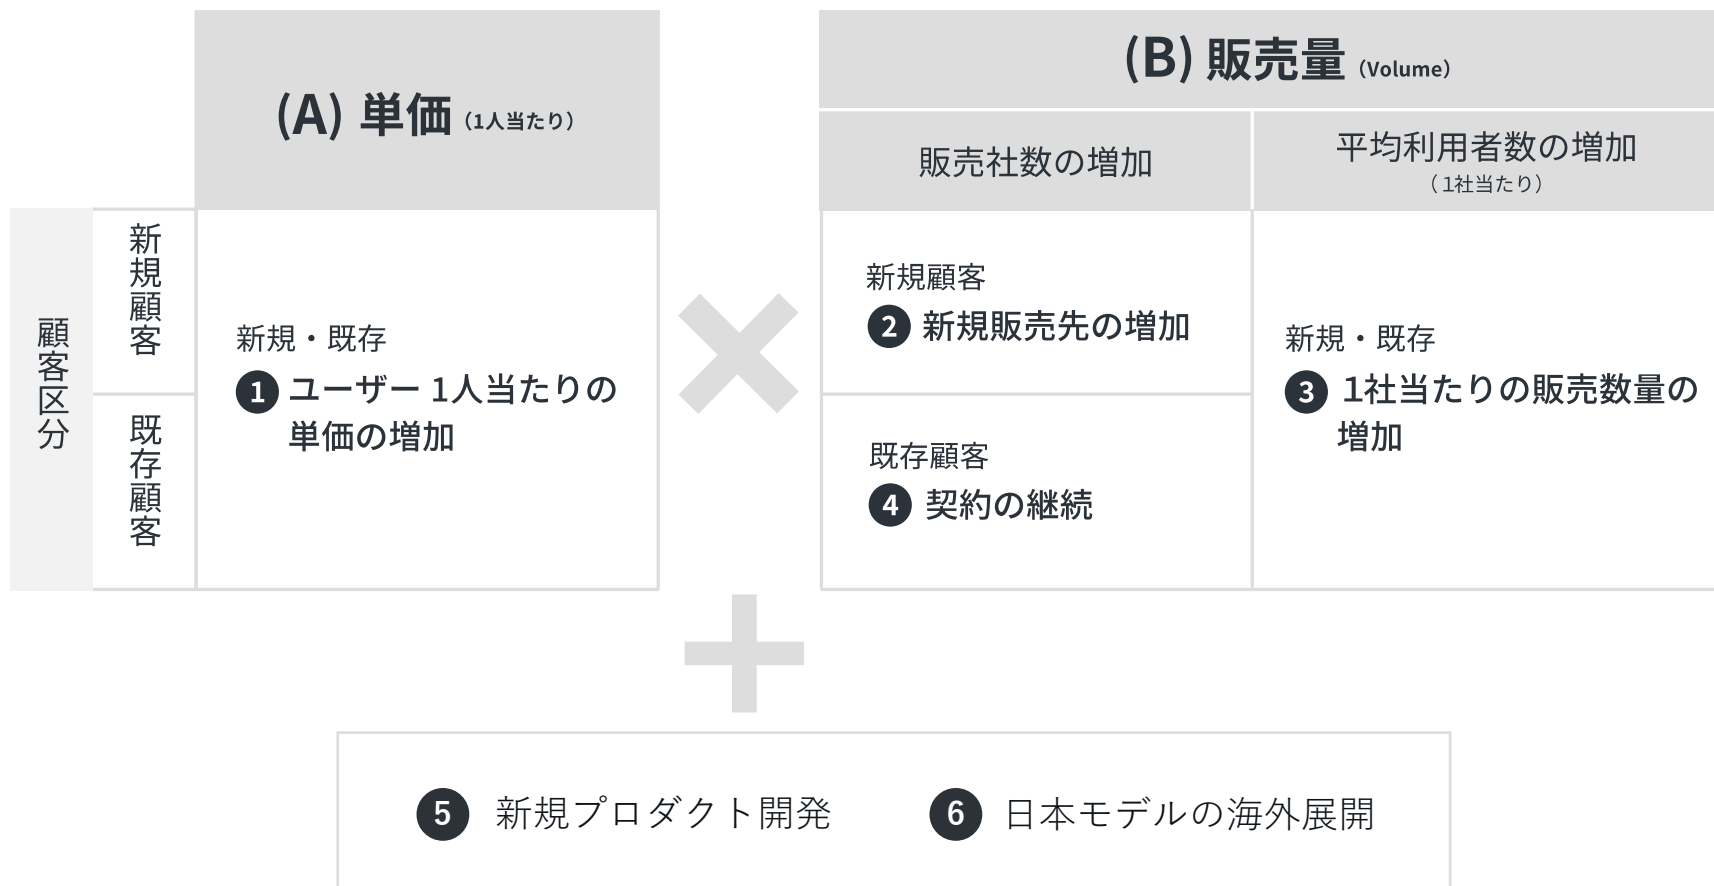 (A) 単価（1人当たり）
(B) 販売量（Volume）
販売社数の増加
平均利用者数の増加
（1社当たり）
顧客区分
新規顧客
既存顧客
新規・既存
1 ユーザー 1人当たりの
単価の増加
新規顧客
2 新規販売先の増加
既存顧客
4 契約の継続
新規・既存
3 1社当たりの販売数量の
増加
5 新規プロダクト開発
6 日本モデルの海外展開